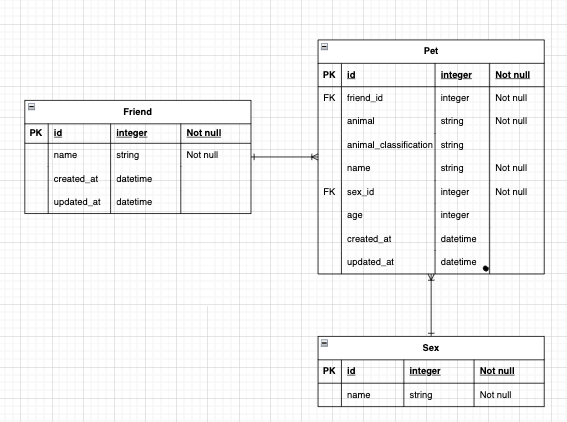 Friend
PK id integer Not null
name string Not null
created_at datetime
updated_at datetime
Pet
PK id integer Not null
FK friend_id integer Not null
animal string Not null
animal_classification string
name string Not null
FK sex_id integer Not null
age integer
created_at datetime
updated_at datetime
Sex
PK id integer Not null
name string Not null